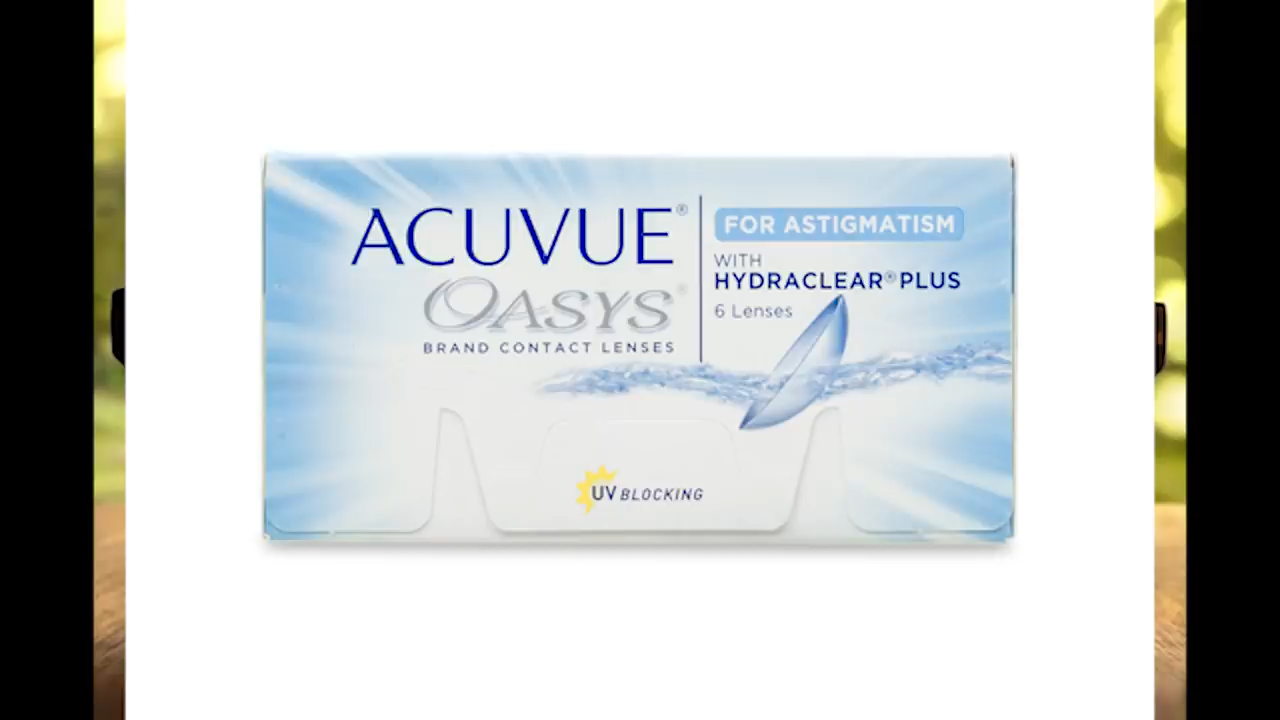 ACUVUE®
OASYS®
BRAND CONTACT LENSES
FOR ASTIGMATISM
WITH
HYDRACLEAR® PLUS
6 Lenses
UV BLOCKING